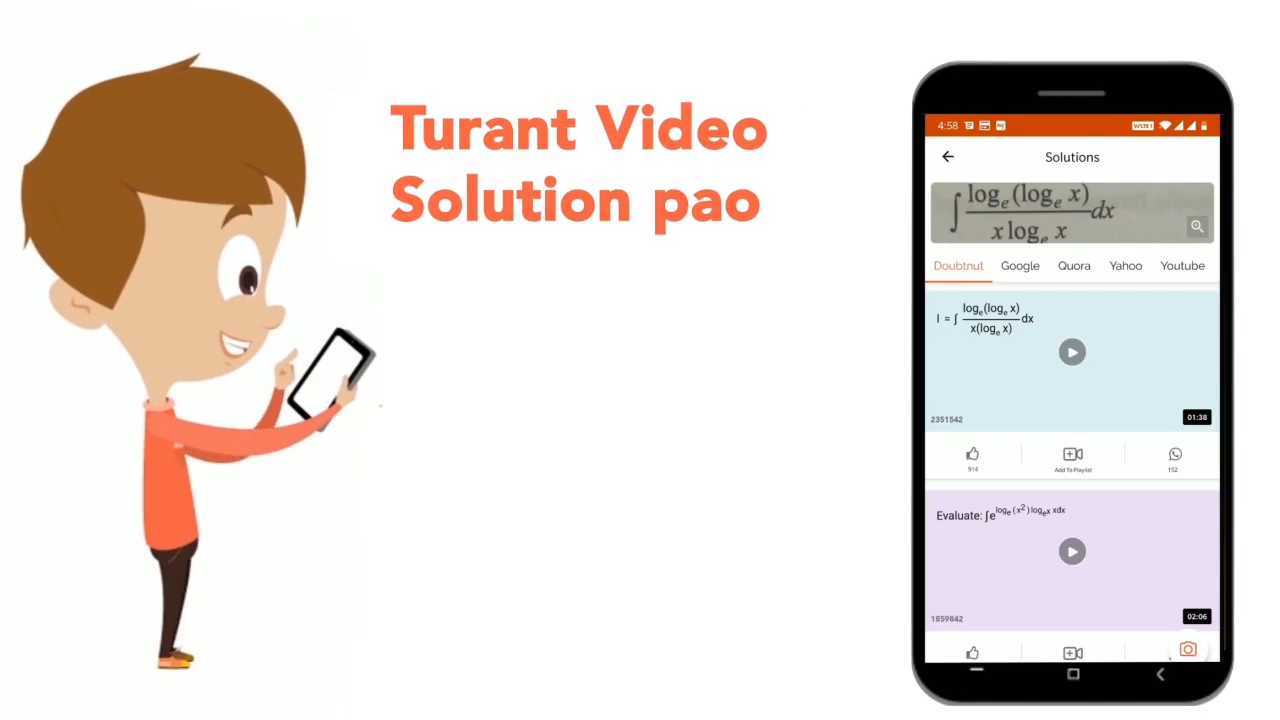 Turant Video
Solution pao
4:58
Solutions
∫ logₑ(logₑ x) / x logₑ x dx
Doubtnut Google Quora Yahoo Youtube
I = ∫ logₑ(logₑ x) / x(logₑ x) dx
2351542 01:38
914 Add To Playlist 152
Evaluate: ∫e^logₑ(x²)logₑx xdx
1859842 02:06